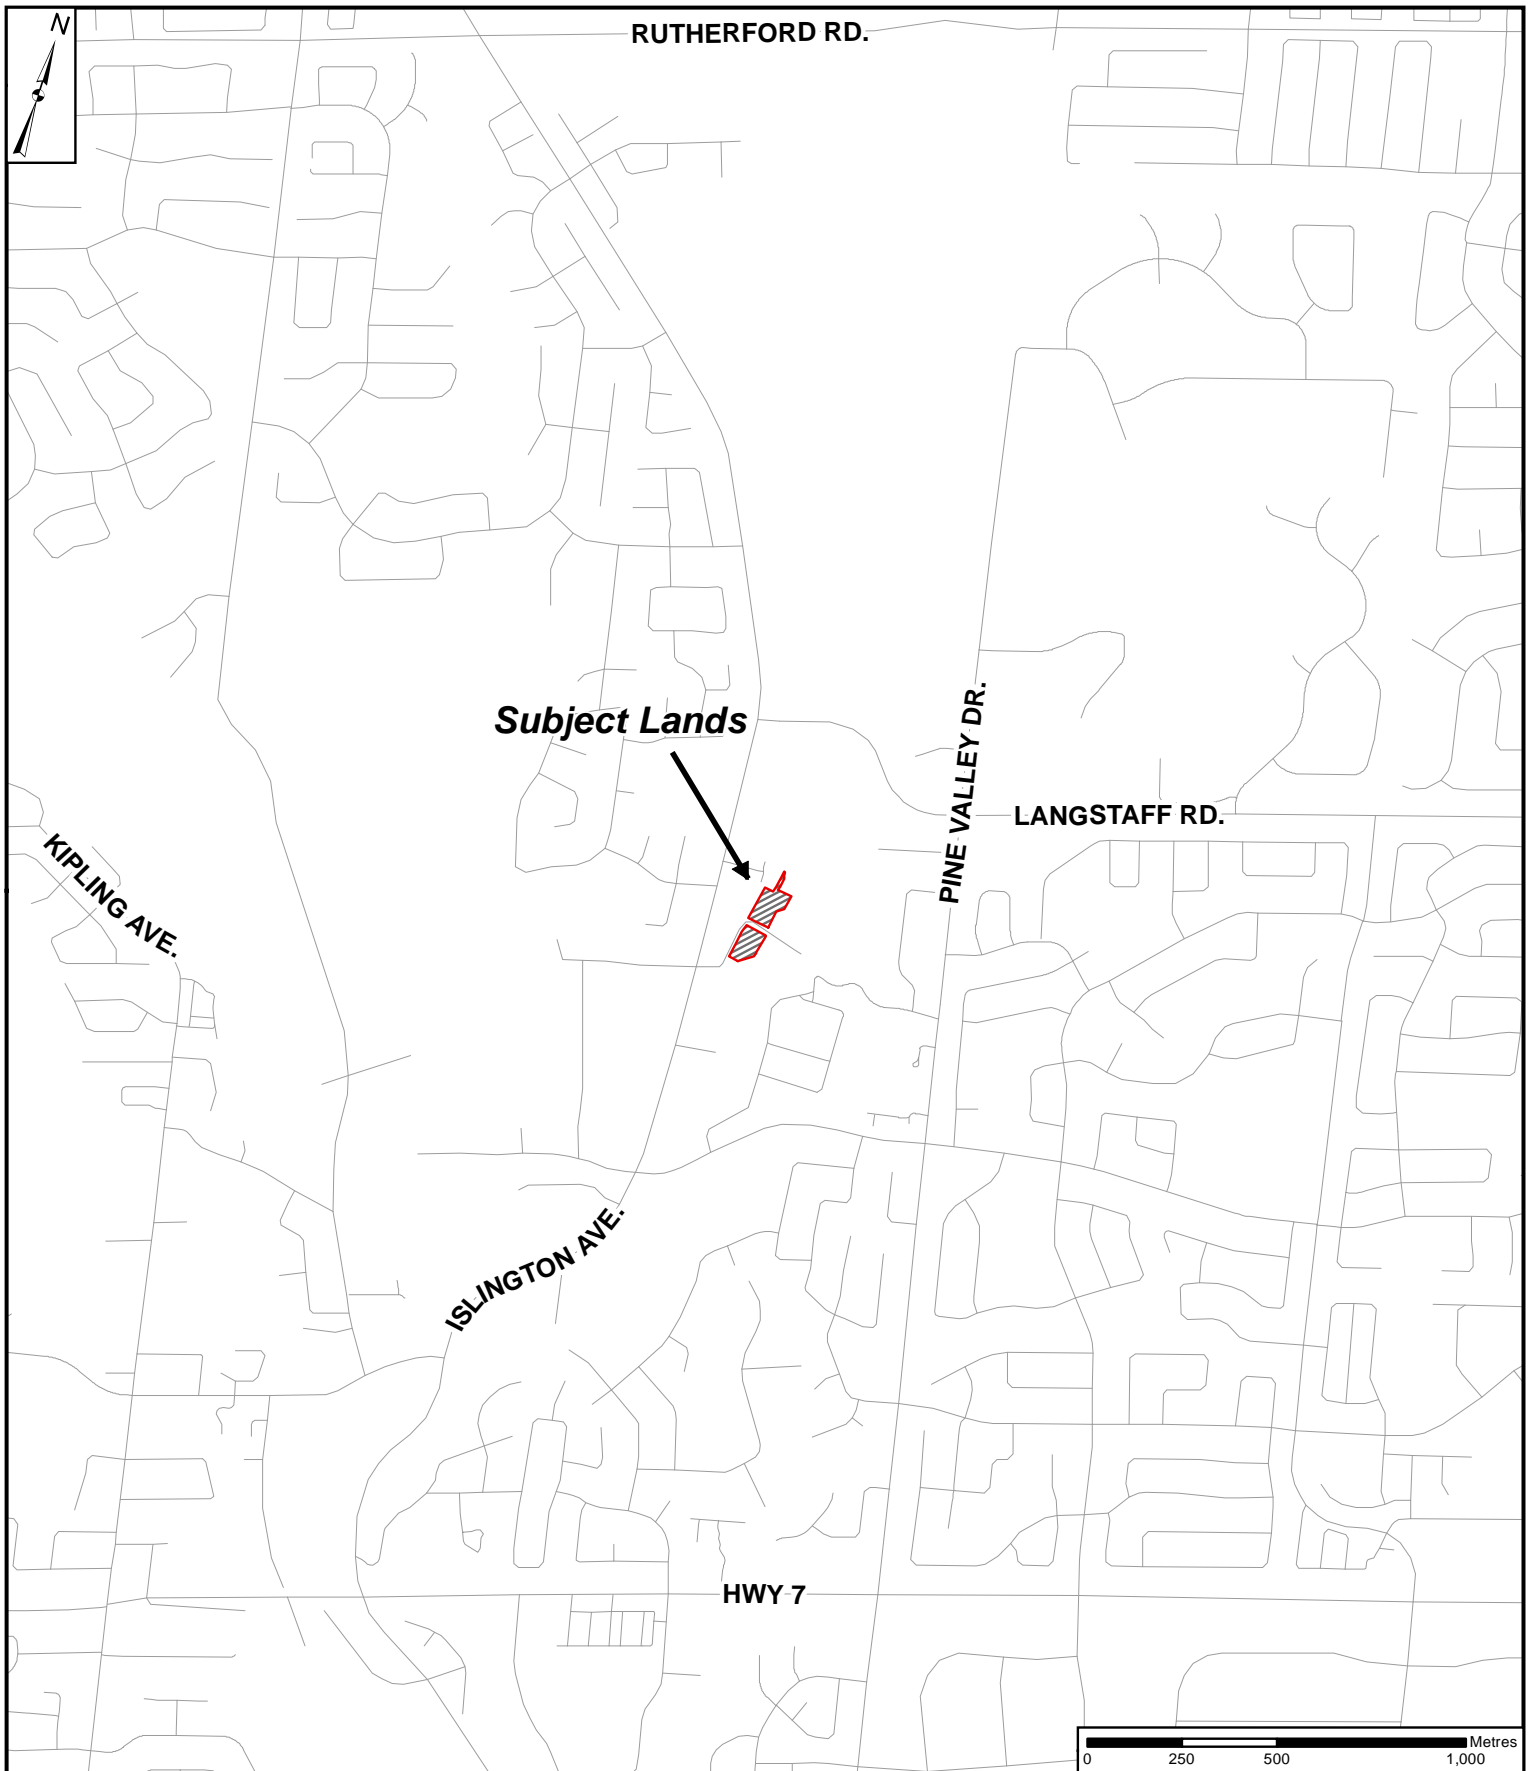 N
RUTHERFORD RD.
Subject Lands
PINE VALLEY DR.
LANGSTAFF RD.
KIPLING AVE.
ISLINGTON AVE.
HWY 7
Metres
0 250 500 1,000